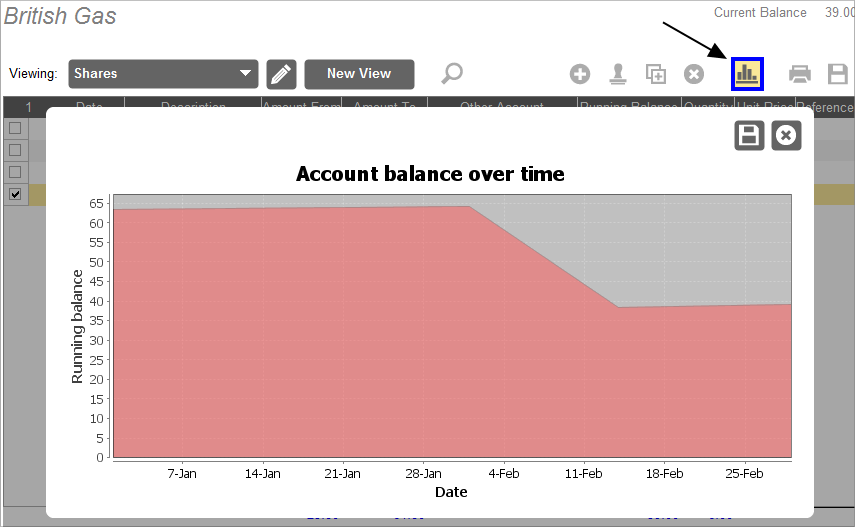 British Gas
Current Balance 39.00
Viewing: Shares New View
1 Date Description Amount From Amount To Other Account Running Balance Quantity Unit Price Reference
Account balance over time
Running balance
65
60
55
50
45
40
35
30
25
20
15
10
5
0
7-Jan 14-Jan 21-Jan 28-Jan 4-Feb 11-Feb 18-Feb 25-Feb
Date